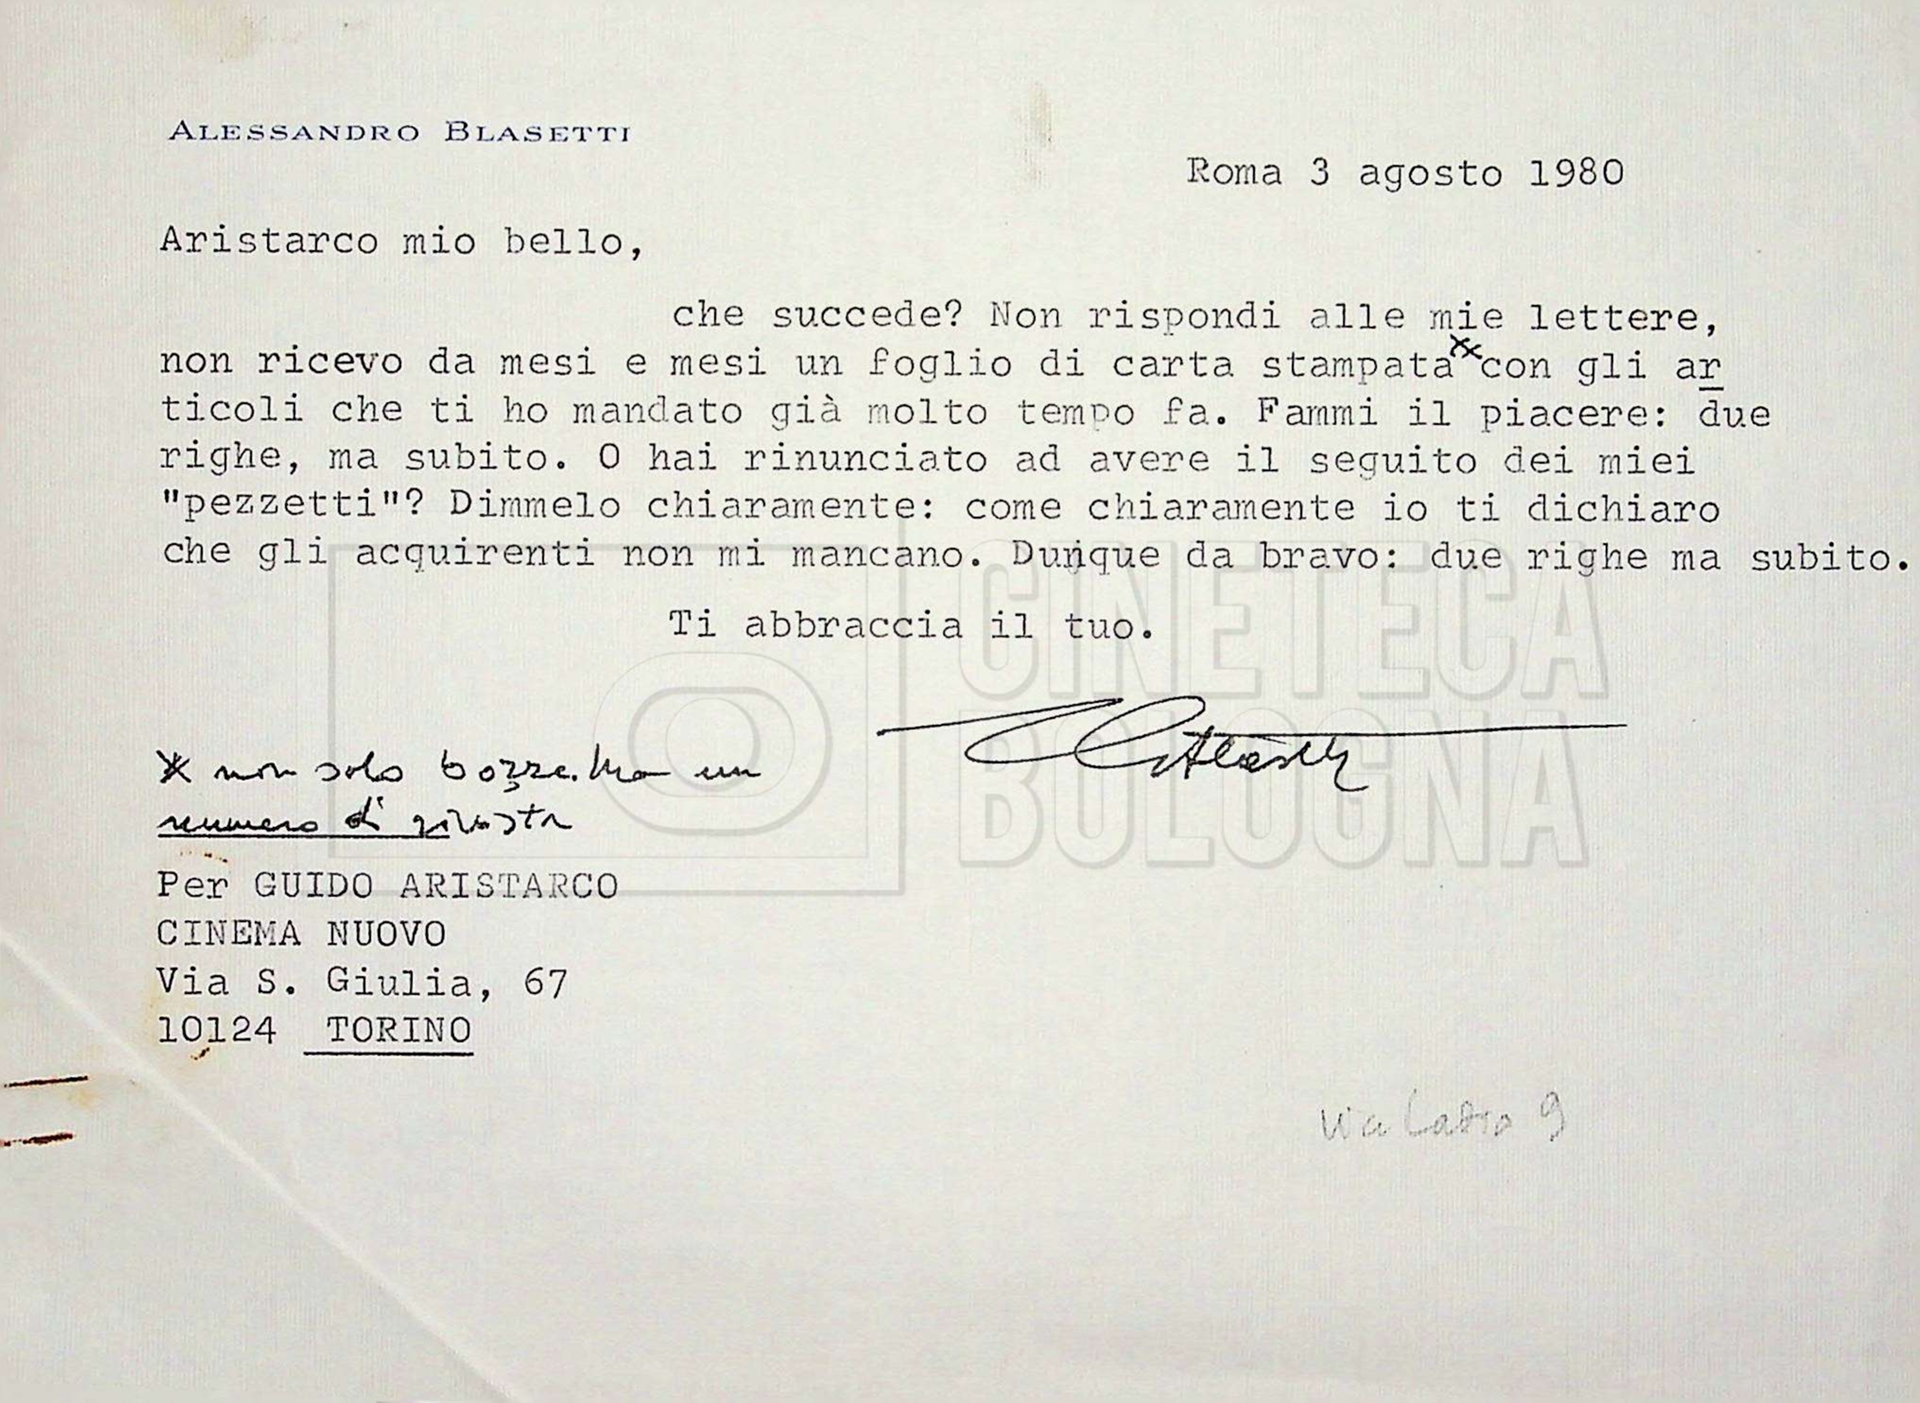 ALESSANDRO BLASETTI
Roma 3 agosto 1980
Aristarco mio bello,
che succede? Non rispondi alle mie lettere,
non ricevo da mesi e mesi un foglio di carta stampata xx con gli ar
ticoli che ti ho mandato già molto tempo fa. Fammi il piacere: due
righe, ma subito. O hai rinunciato ad avere il seguito dei miei
"pezzetti"? Dimmelo chiaramente: come chiaramente io ti dichiaro
che gli acquirenti non mi mancano. Dunque da bravo: due righe ma subito.
Ti abbraccia il tuo.
x non solo bozze. Ma un
numero di rivista
Per GUIDO ARISTARCO
CINEMA NUOVO
Via S. Giulia, 67
10124 TORINO
Via Lazio 9
CINETECA
BOLOGNA